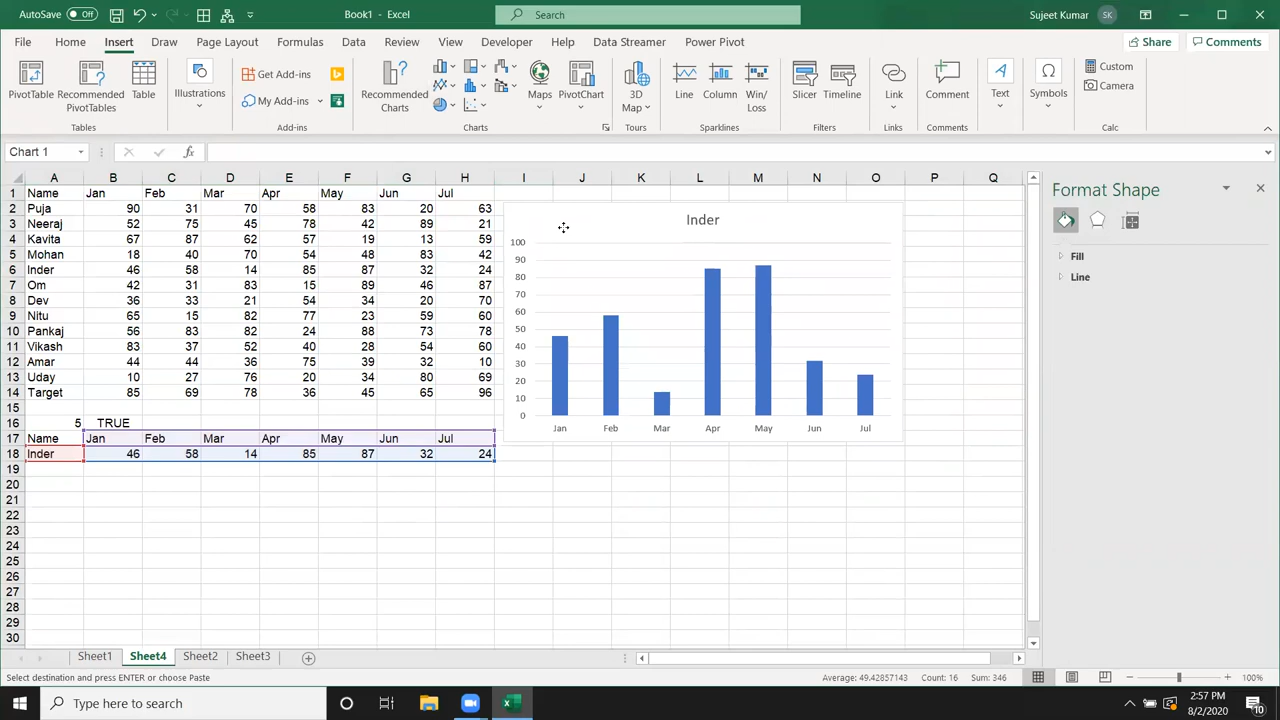 AutoSave Off Book1 - Excel Search Sujeet Kumar SK
File Home Insert Draw Page Layout Formulas Data Review View Developer Help Data Streamer Power Pivot Share Comments
PivotTable Recommended PivotTables Table Illustrations Get Add-ins My Add-ins Recommended Charts Maps PivotChart 3D Map Line Column Win/Loss Slicer Timeline Link Comment Text Symbols Custom Camera
Tables Add-ins Charts Tours Sparklines Filters Links Comments Calc
Chart 1 fx
A B C D E F G H I J K L M N O P Q
1 Name Jan Feb Mar Apr May Jun Jul
2 Puja 90 31 70 58 83 20 63
3 Neeraj 52 75 45 78 42 89 21
4 Kavita 67 87 62 57 19 13 59
5 Mohan 18 40 70 54 48 83 42
6 Inder 46 58 14 85 87 32 24
7 Om 42 31 83 15 89 46 87
8 Dev 36 33 21 54 34 20 70
9 Nitu 65 15 82 77 23 59 60
10 Pankaj 56 83 82 24 88 73 78
11 Vikash 83 37 52 40 28 54 60
12 Amar 44 44 36 75 39 32 10
13 Uday 10 27 76 20 34 80 69
14 Target 85 69 78 36 45 65 96
15
16 5 TRUE
17 Name Jan Feb Mar Apr May Jun Jul
18 Inder 46 58 14 85 87 32 24
19
20
21
22
23
24
25
26
27
28
29
30
Inder
100
90
80
70
60
50
40
30
20
10
0
Jan Feb Mar Apr May Jun Jul
Format Shape
Fill
Line
Sheet1 Sheet4 Sheet2 Sheet3
Select destination and press ENTER or choose Paste Average: 49.42857143 Count: 16 Sum: 346 100%
Type here to search 2:57 PM
8/2/2020 10